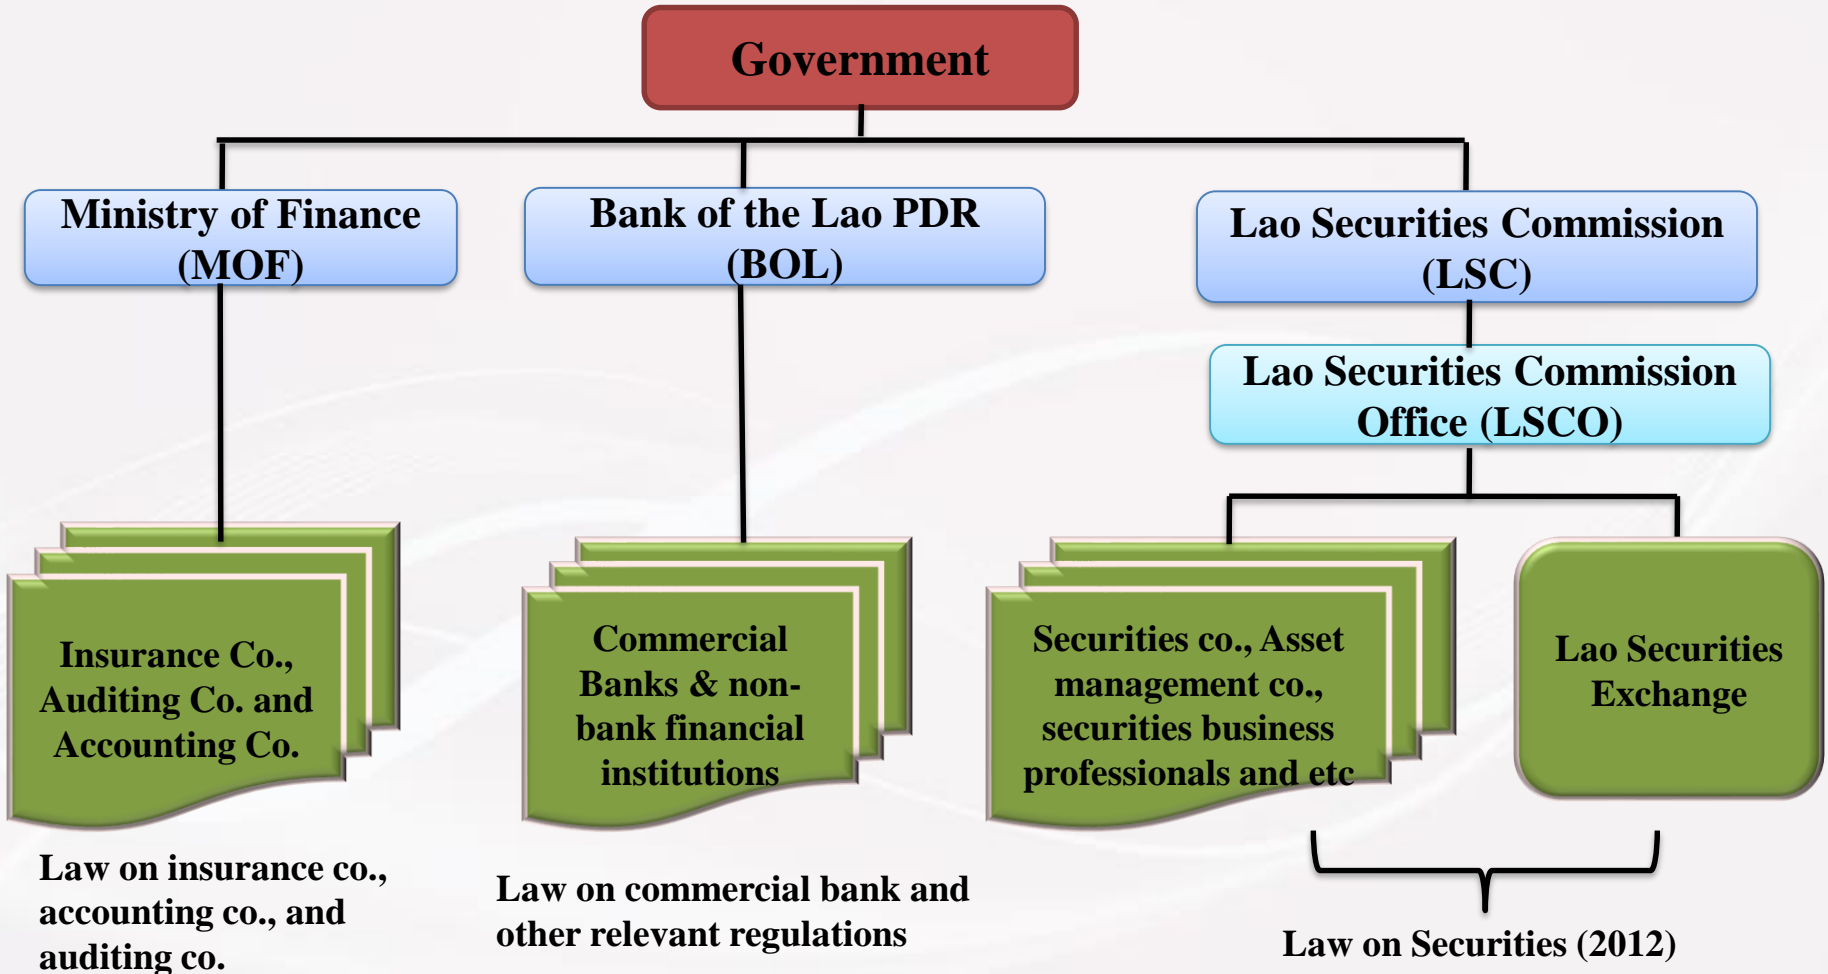 Government
Ministry of Finance
(MOF)
Bank of the Lao PDR
(BOL)
Lao Securities Commission
(LSC)
Lao Securities Commission
Office (LSCO)
Insurance Co.,
Auditing Co. and
Accounting Co.
Commercial
Banks & non-
bank financial
institutions
Securities co., Asset
management co.,
securities business
professionals and etc
Lao Securities
Exchange
Law on insurance co.,
accounting co., and
auditing co.
Law on commercial bank and
other relevant regulations
Law on Securities (2012)